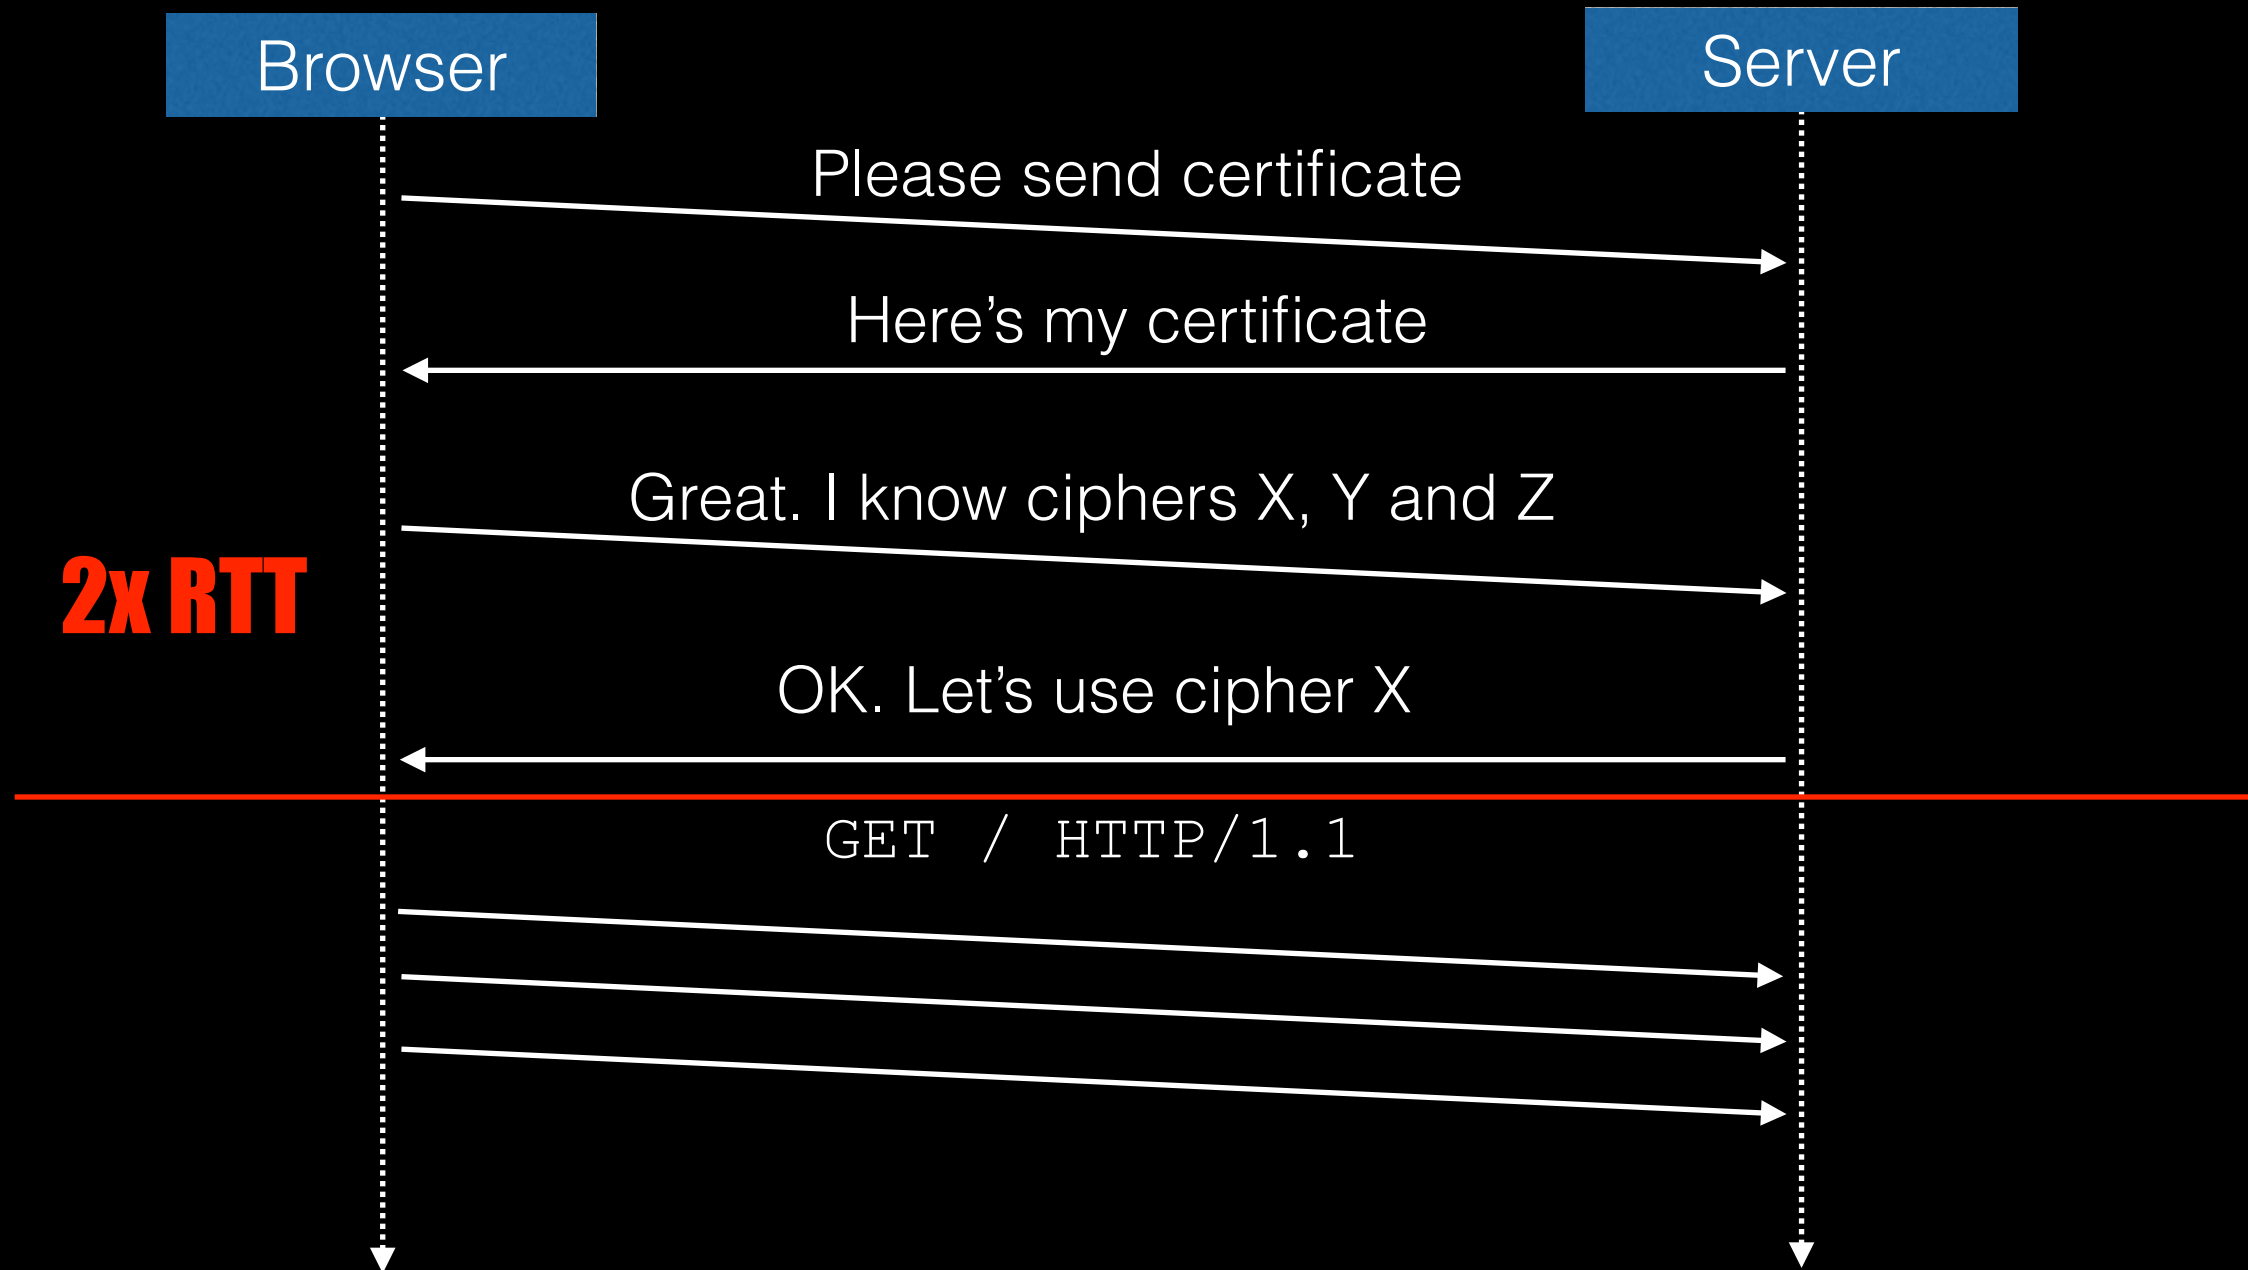 Browser
Server
Please send certificate
Here’s my certificate
Great. I know ciphers X, Y and Z
2x RTT
OK. Let’s use cipher X
GET / HTTP/1.1